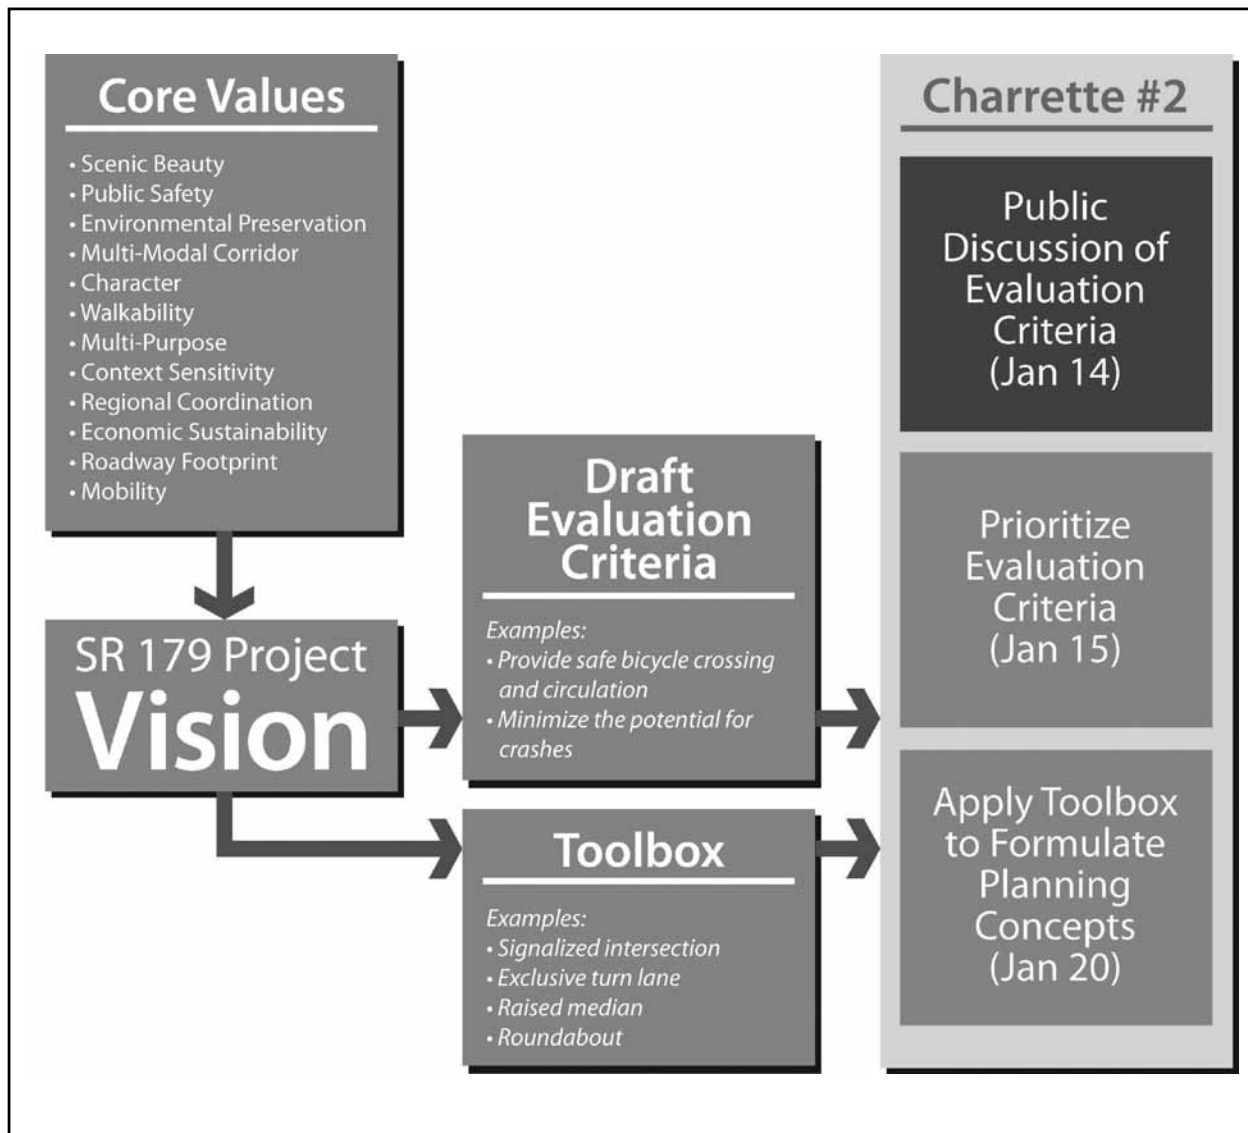 Core Values
• Scenic Beauty
• Public Safety
• Environmental Preservation
• Multi-Modal Corridor
• Character
• Walkability
• Multi-Purpose
• Context Sensitivity
• Regional Coordination
• Economic Sustainability
• Roadway Footprint
• Mobility
SR 179 Project
Vision
Draft
Evaluation
Criteria
Examples:
• Provide safe bicycle crossing
and circulation
• Minimize the potential for
crashes
Toolbox
Examples:
• Signalized intersection
• Exclusive turn lane
• Raised median
• Roundabout
Charrette #2
Public
Discussion of
Evaluation
Criteria
(Jan 14)
Prioritize
Evaluation
Criteria
(Jan 15)
Apply Toolbox
to Formulate
Planning
Concepts
(Jan 20)